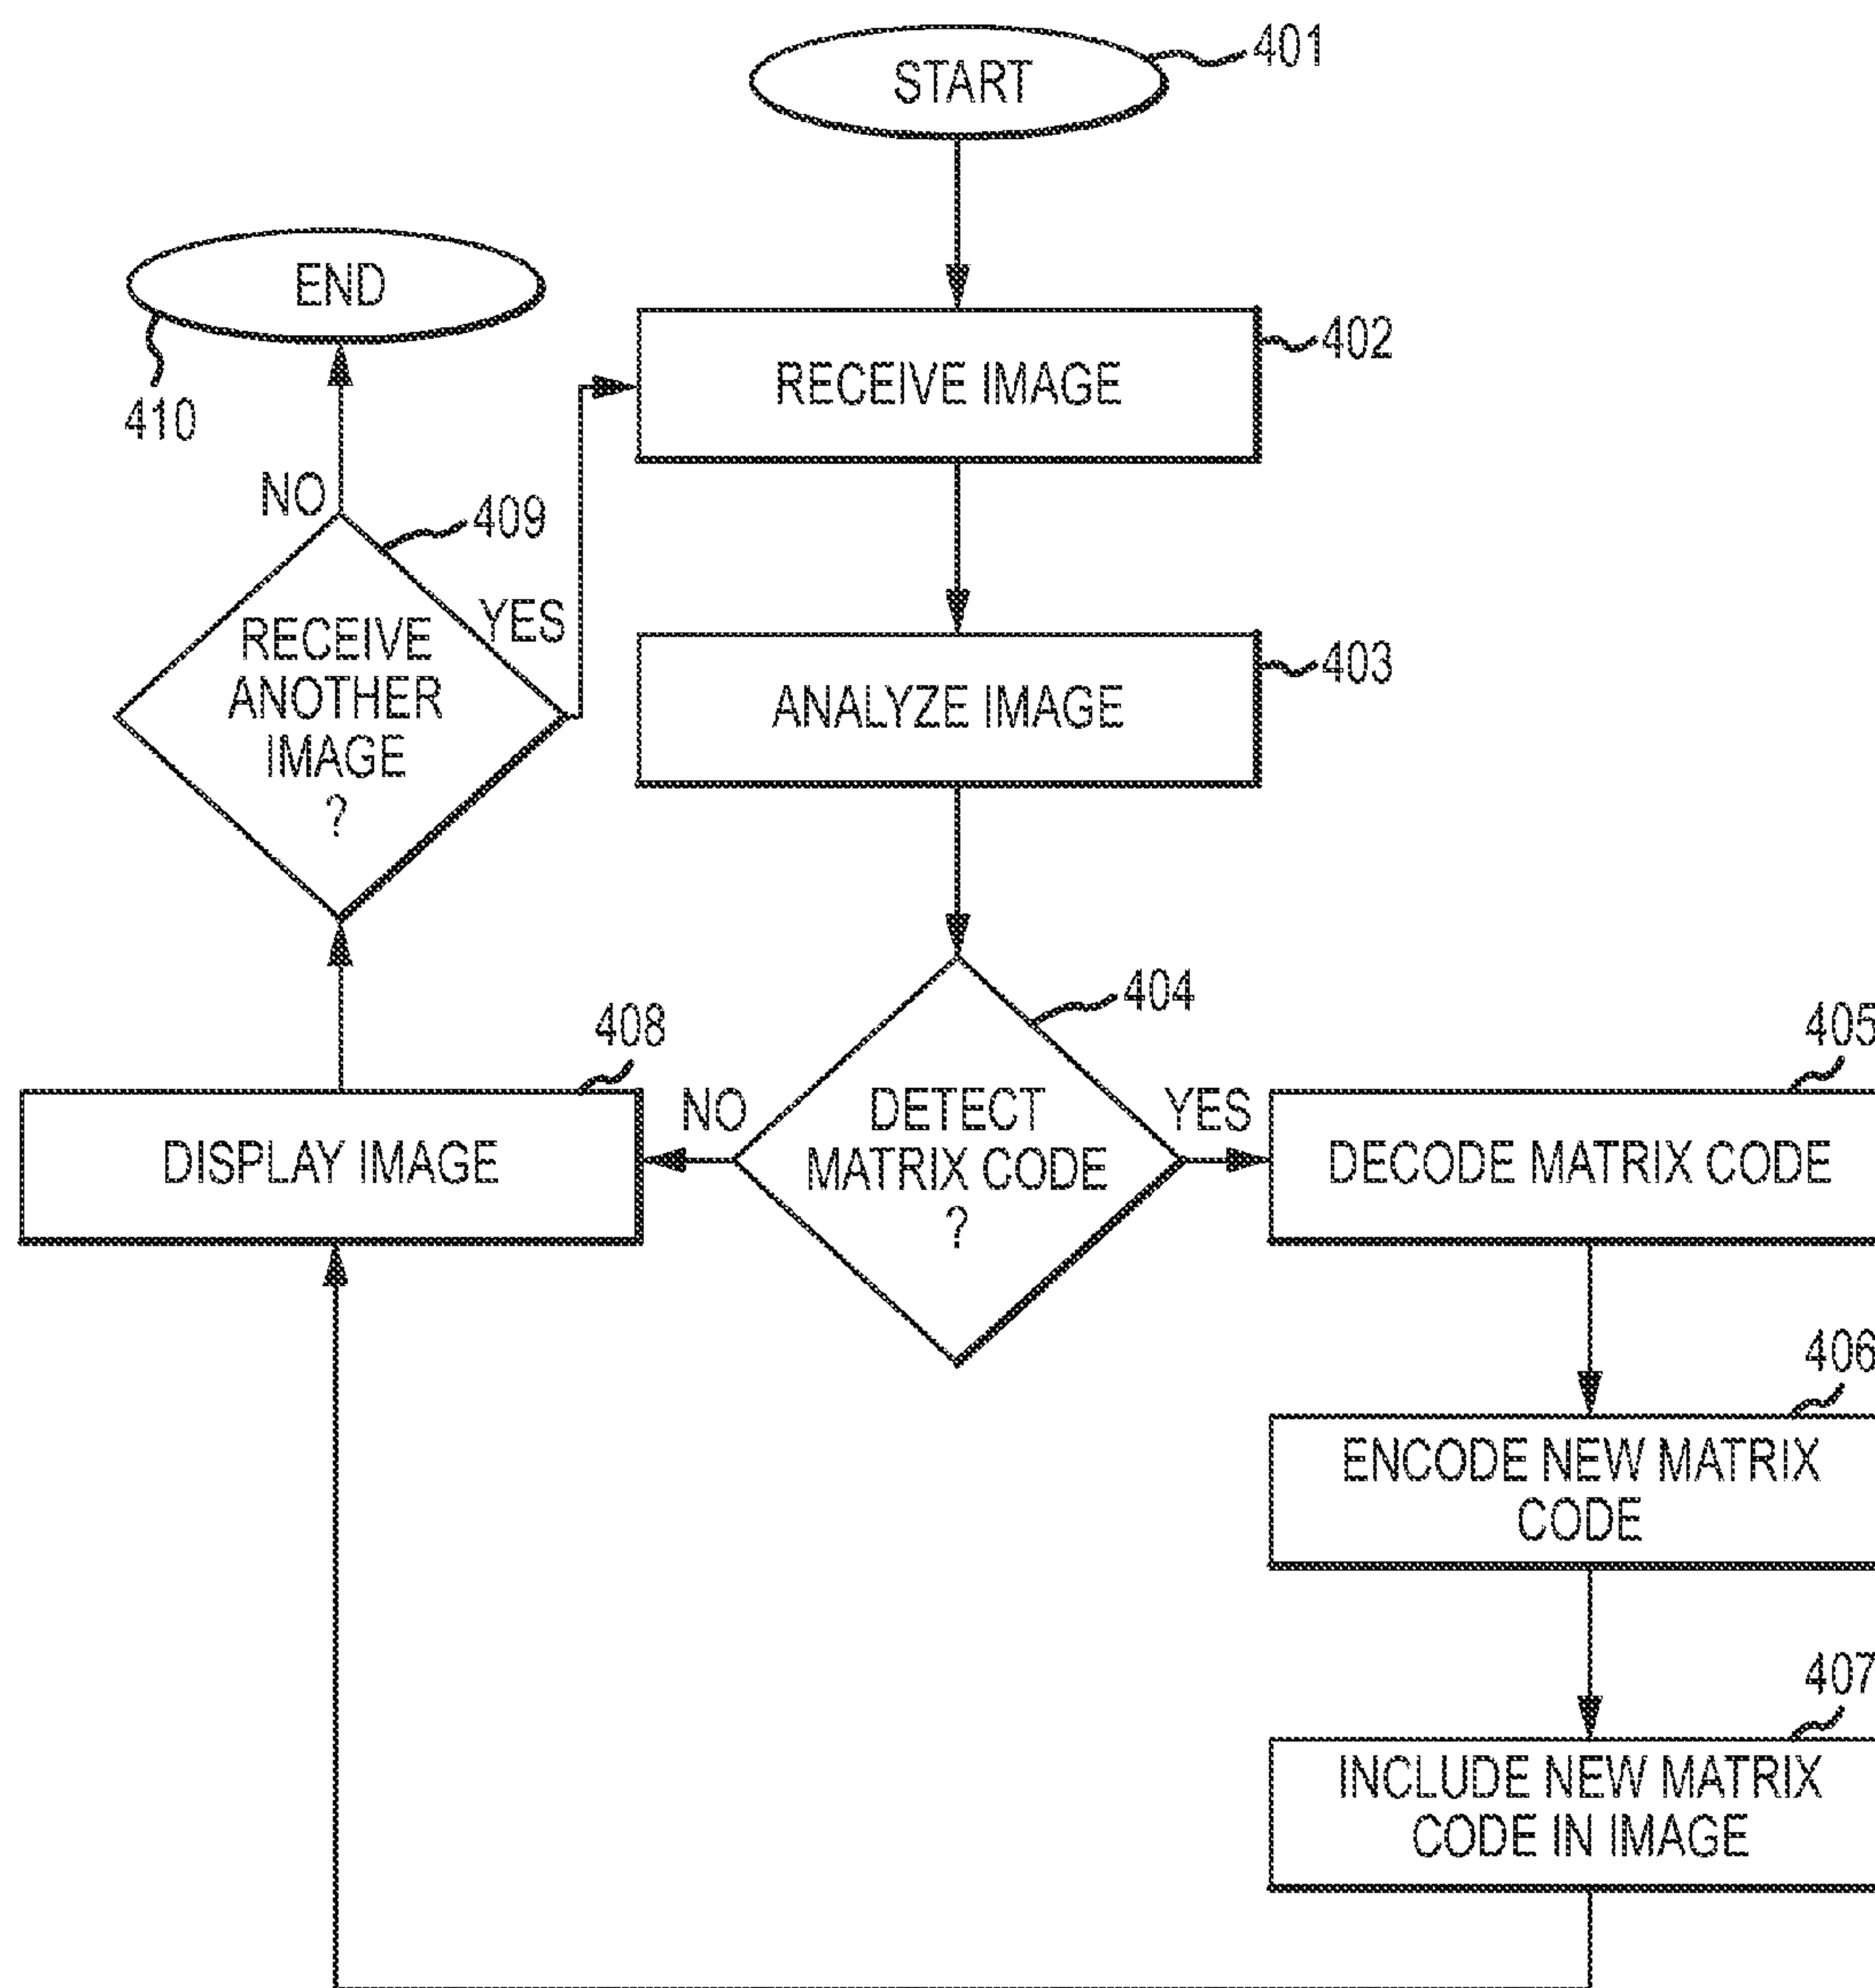 START
401
END
410
RECEIVE IMAGE
402
NO
409
YES
RECEIVE
ANOTHER
IMAGE
?
ANALYZE IMAGE
403
404
408
405
DISPLAY IMAGE
NO
DETECT
MATRIX CODE
?
YES
DECODE MATRIX CODE
406
ENCODE NEW MATRIX
CODE
407
INCLUDE NEW MATRIX
CODE IN IMAGE